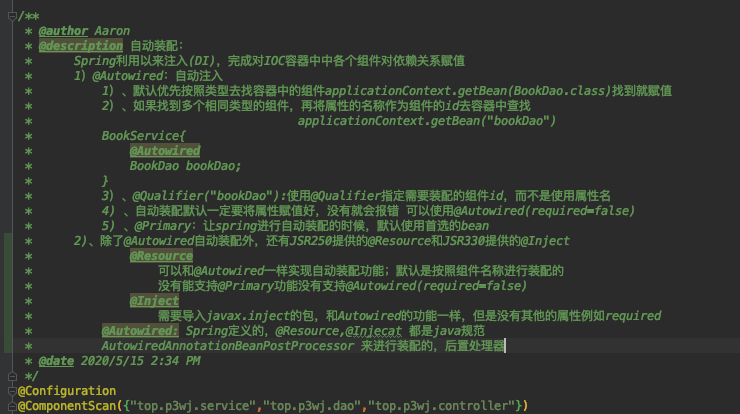 /**
 * @author Aaron
 * @description 自动装配：
 *      Spring利用以来注入(DI)，完成对IOC容器中中各个组件对依赖关系赋值
 *      1）@Autowired：自动注入
 *          1）、默认优先按照类型去找容器中的组件applicationContext.getBean(BookDao.class)找到就赋值
 *          2）、如果找到多个相同类型的组件，再将属性的名称作为组件的id去容器中查找
 *                                      applicationContext.getBean("bookDao")
 *          BookService{
 *              @Autowired
 *              BookDao bookDao;
 *          }
 *          3）、@Qualifier("bookDao"):使用@Qualifier指定需要装配的组件id，而不是使用属性名
 *          4）、自动装配默认一定要将属性赋值好，没有就会报错 可以使用@Autowired(required=false)
 *          5）、@Primary：让spring进行自动装配的时候，默认使用首选的bean
 *      2)、除了@Autowired自动装配外，还有JSR250提供的@Resource和JSR330提供的@Inject
 *              @Resource
 *                  可以和@Autowired一样实现自动装配功能；默认是按照组件名称进行装配的
 *                  没有能支持@Primary功能没有支持@Autowired(required=false)
 *              @Inject
 *                  需要导入javax.inject的包，和Autowired的功能一样，但是没有其他的属性例如required
 *          @Autowired: Spring定义的，@Resource,@Injecat 都是java规范
 *          AutowiredAnnotationBeanPostProcessor 来进行装配的，后置处理器
 * @date 2020/5/15 2:34 PM
 */
@Configuration
@ComponentScan({"top.p3wj.service","top.p3wj.dao","top.p3wj.controller"})